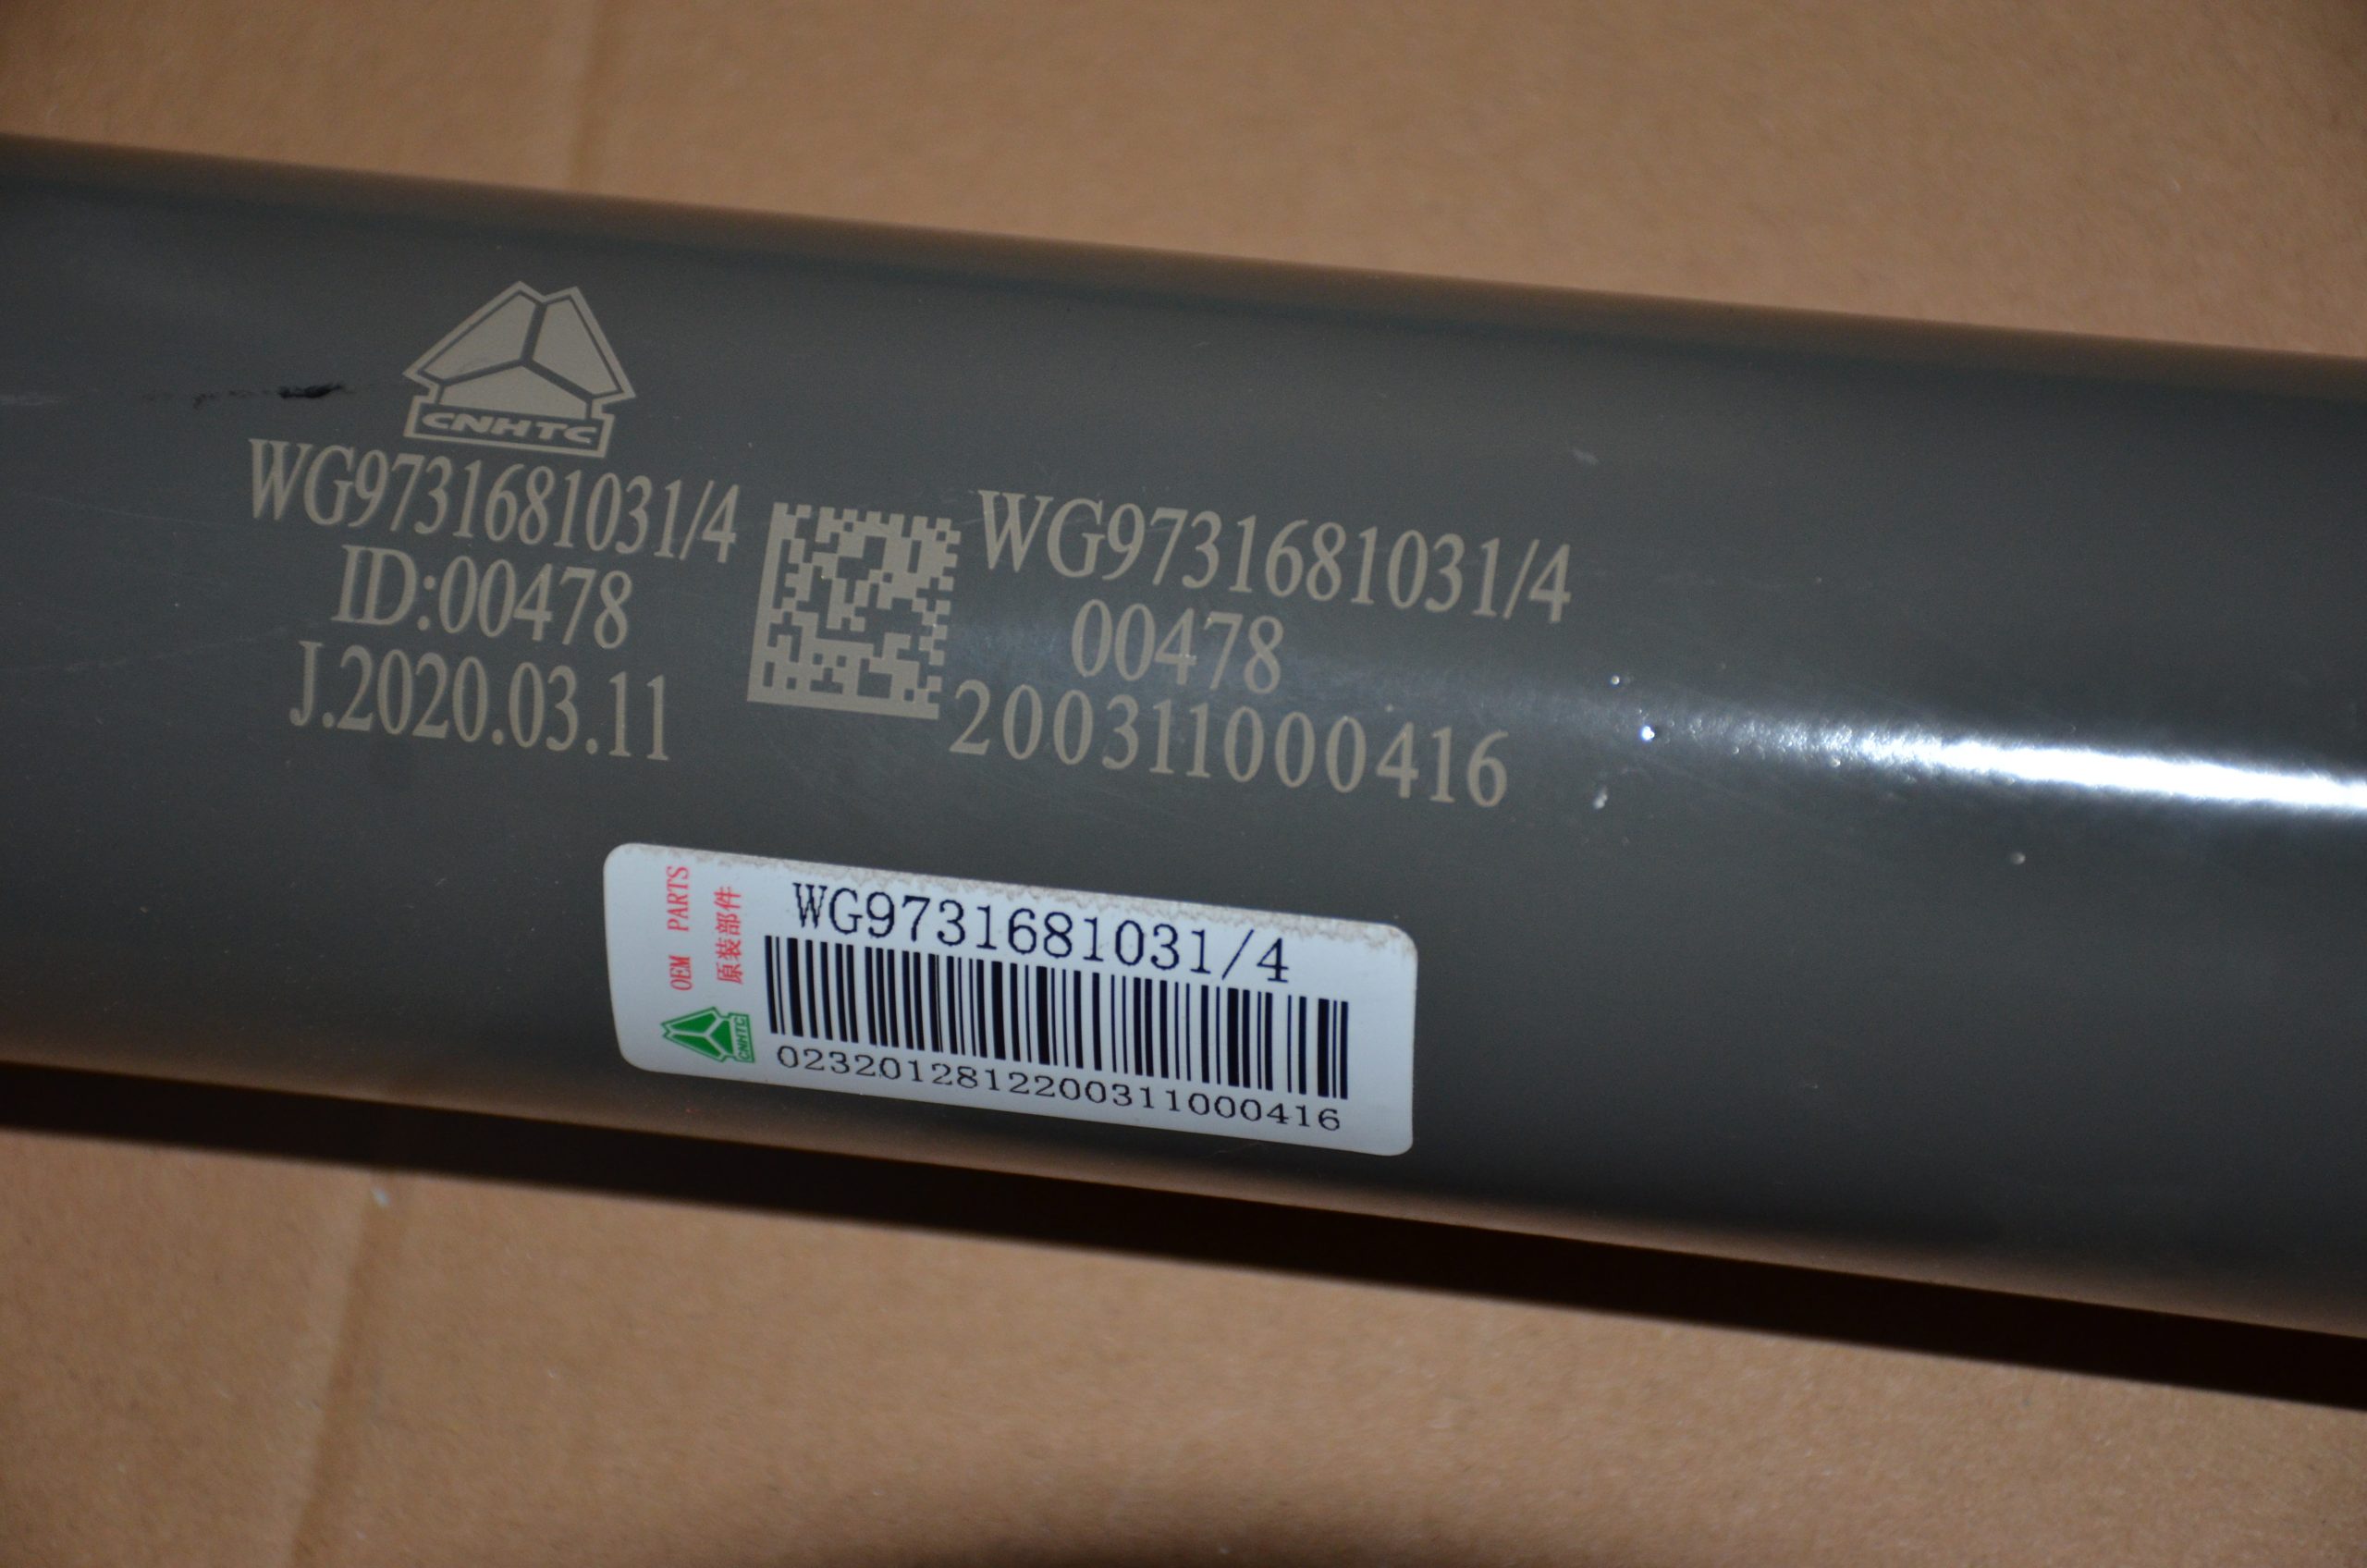 CNHTC
WG9731681031/4
ID:00478
J.2020.03.11
WG9731681031/4
00478
200311000416
OEM PARTS
原装部件
CNHTC
WG9731681031/4
0232012812200311000416